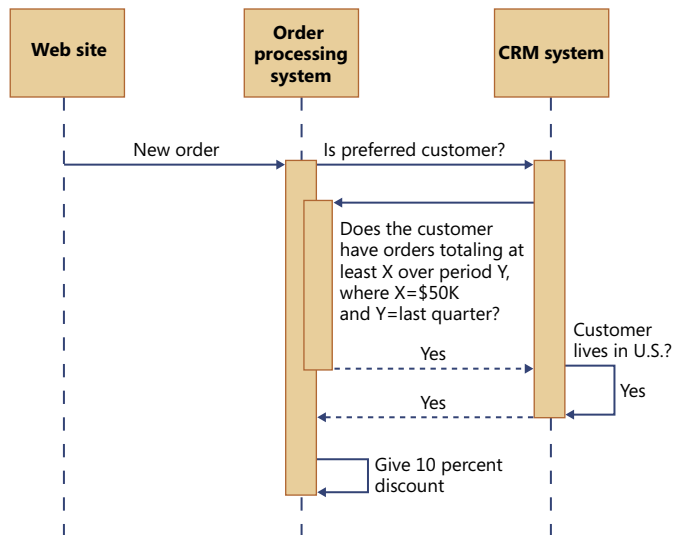 Web site
Order
processing
system
CRM system
New order
Is preferred customer?
Does the customer
have orders totaling at
least X over period Y,
where X=$50K
and Y=last quarter?
Customer
lives in U.S.?
Yes
Yes
Yes
Give 10 percent
discount